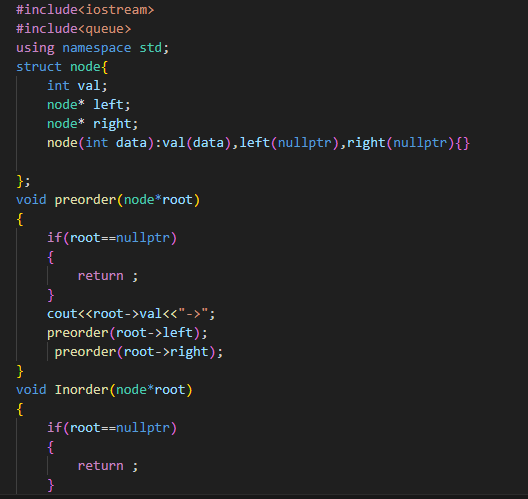 #include<iostream>
#include<queue>
using namespace std;
struct node{
    int val;
    node* left;
    node* right;
    node(int data):val(data),left(nullptr),right(nullptr){}

};
void preorder(node*root)
{
    if(root==nullptr)
    {
        return ;
    }
    cout<<root->val<<"->";
    preorder(root->left);
     preorder(root->right);
}
void Inorder(node*root)
{
    if(root==nullptr)
    {
        return ;
    }